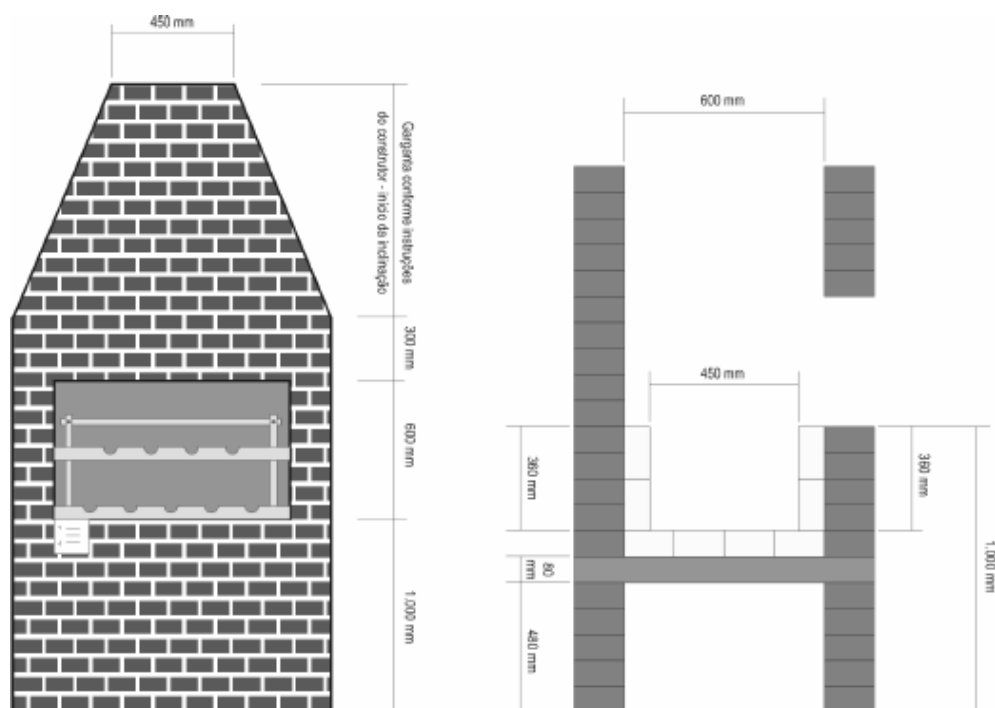 450 mm
Garganta conforme instruções
do construtor - início da inclinação
300 mm
600 mm
1.000 mm
600 mm
450 mm
360 mm
360 mm
80
mm
480 mm
1.000 mm